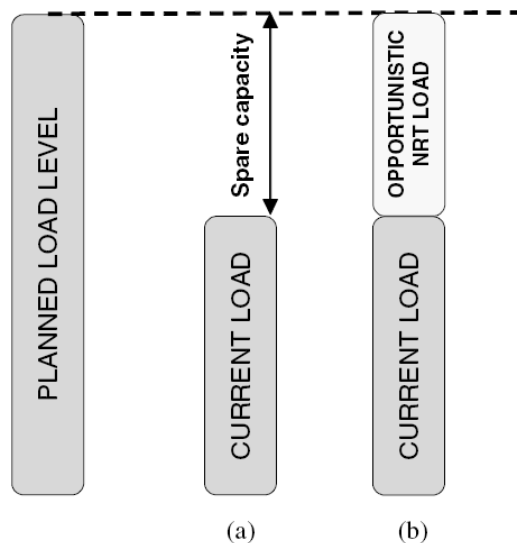 PLANNED LOAD LEVEL
Spare capacity
CURRENT LOAD
OPPORTUNISTIC
NRT LOAD
CURRENT LOAD
(a)
(b)